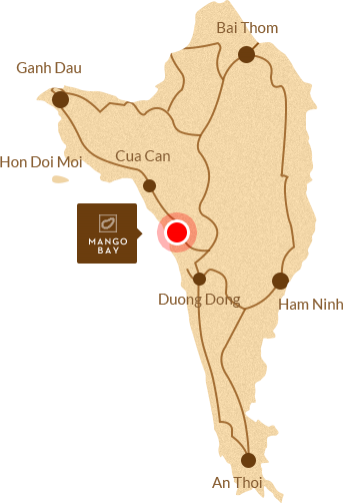 Bai Thom
Ganh Dau
Cua Can
Hon Doi Moi
MANGO
BAY
Duong Dong
Ham Ninh
An Thoi